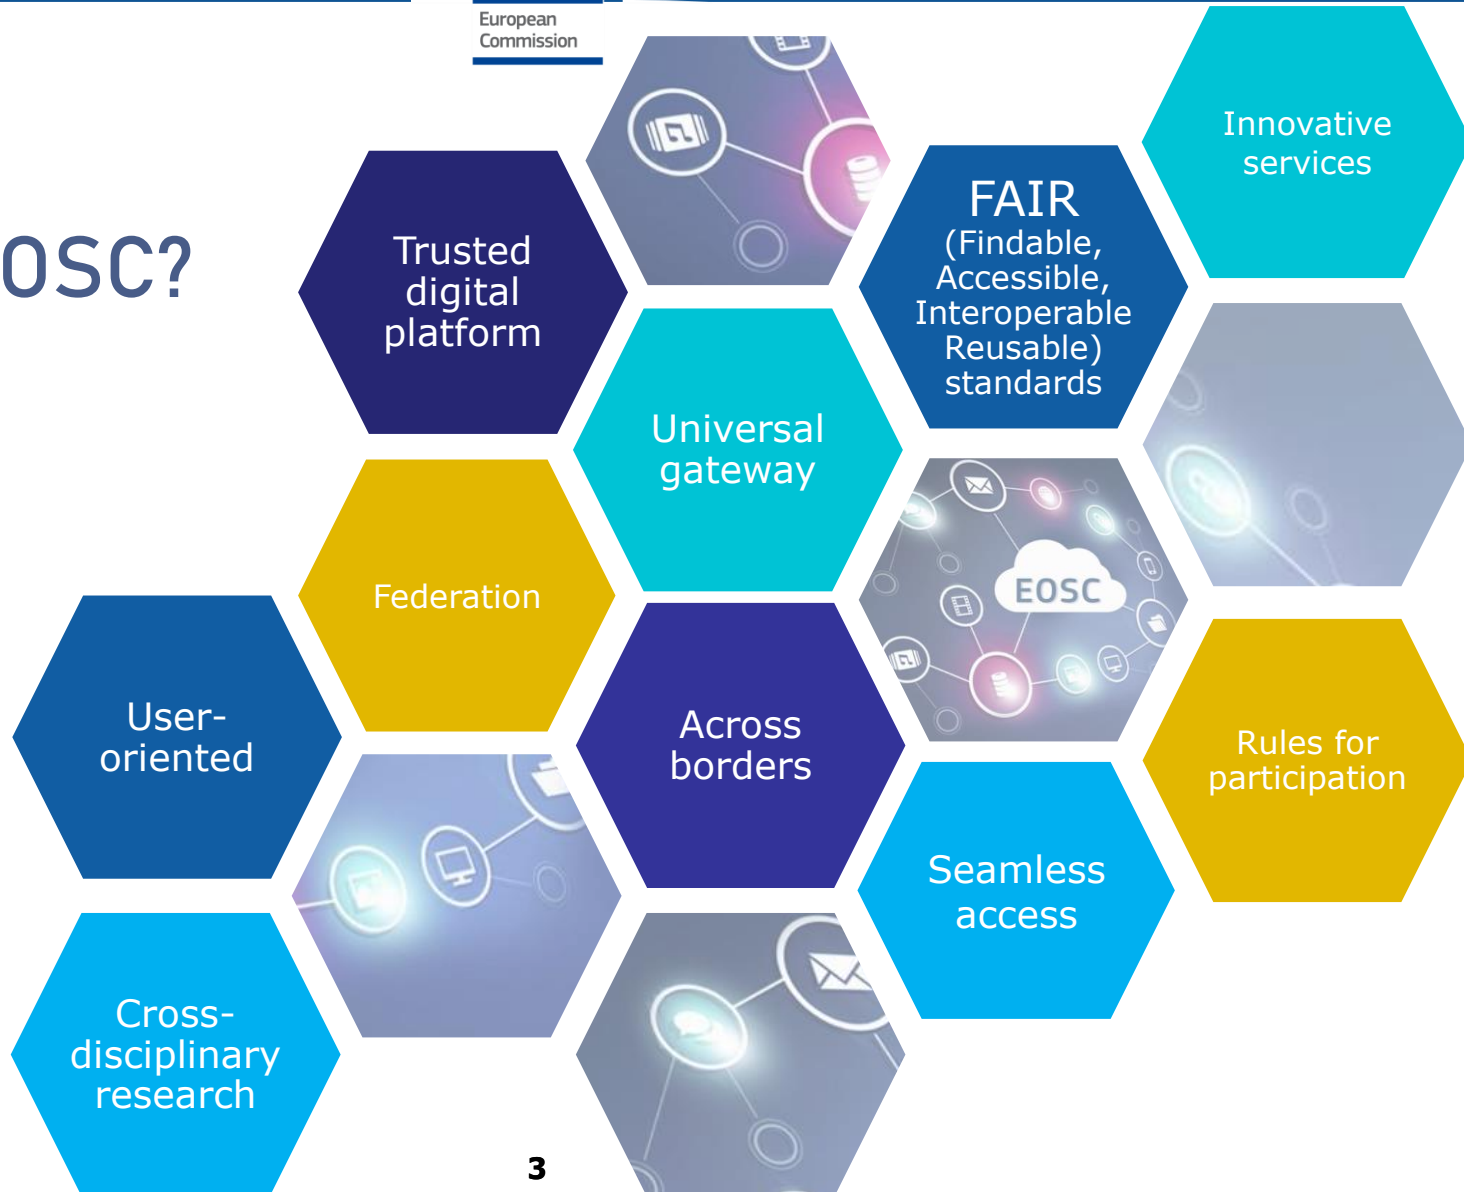 European
Commission
OSC?
Trusted
digital
platform
FAIR
(Findable,
Accessible,
Interoperable
Reusable)
standards
Innovative
services
Universal
gateway
Federation
EOSC
User-
oriented
Across
borders
Rules for
participation
Seamless
access
Cross-
disciplinary
research
3